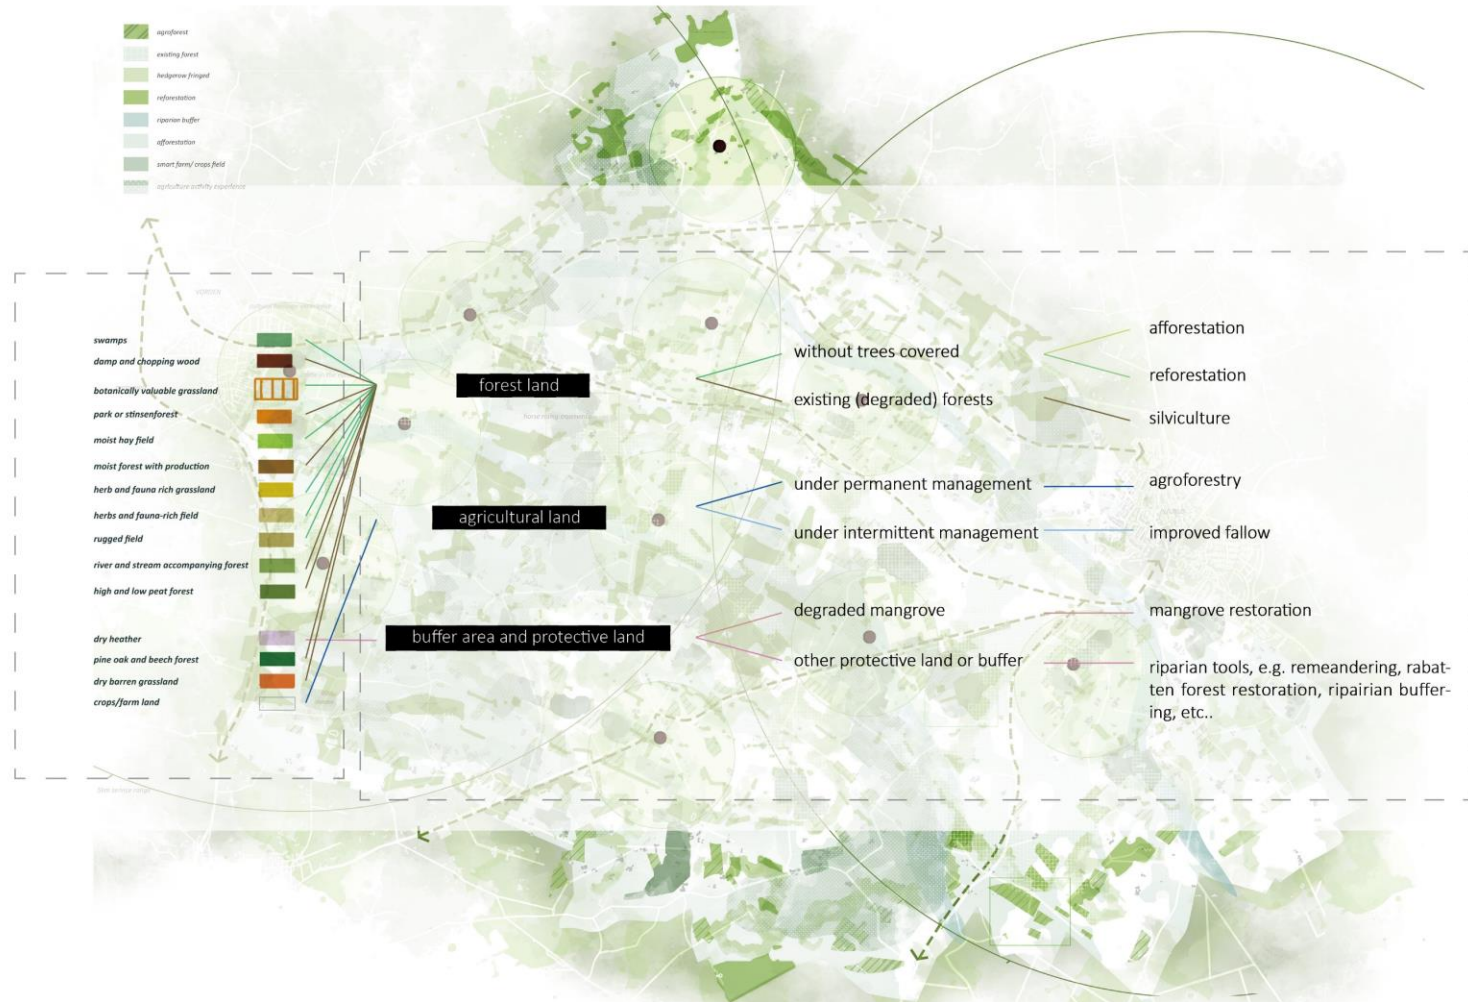 agroforest
existing forest
hedgerow fringed
reforestation
riparian buffer
afforestation
smart farm/ crops field
agriculture activity experience
VORDEN
swamps
damp and chopping wood
botanically valuable grassland
park or stinsenforest
moist hay field
moist forest with production
herb and fauna rich grassland
herbs and fauna-rich field
rugged field
river and stream accompanying forest
high and low peat forest
dry heather
pine oak and beech forest
dry barren grassland
crops/farm land
forest land
agricultural land
buffer area and protective land
without trees covered
existing (degraded) forests
under permanent management
under intermittent management
degraded mangrove
other protective land or buffer
afforestation
reforestation
silviculture
agroforestry
improved fallow
mangrove restoration
riparian tools, e.g. remeandering, rabat-
ten forest restoration, ripairian buffer-
ing, etc..